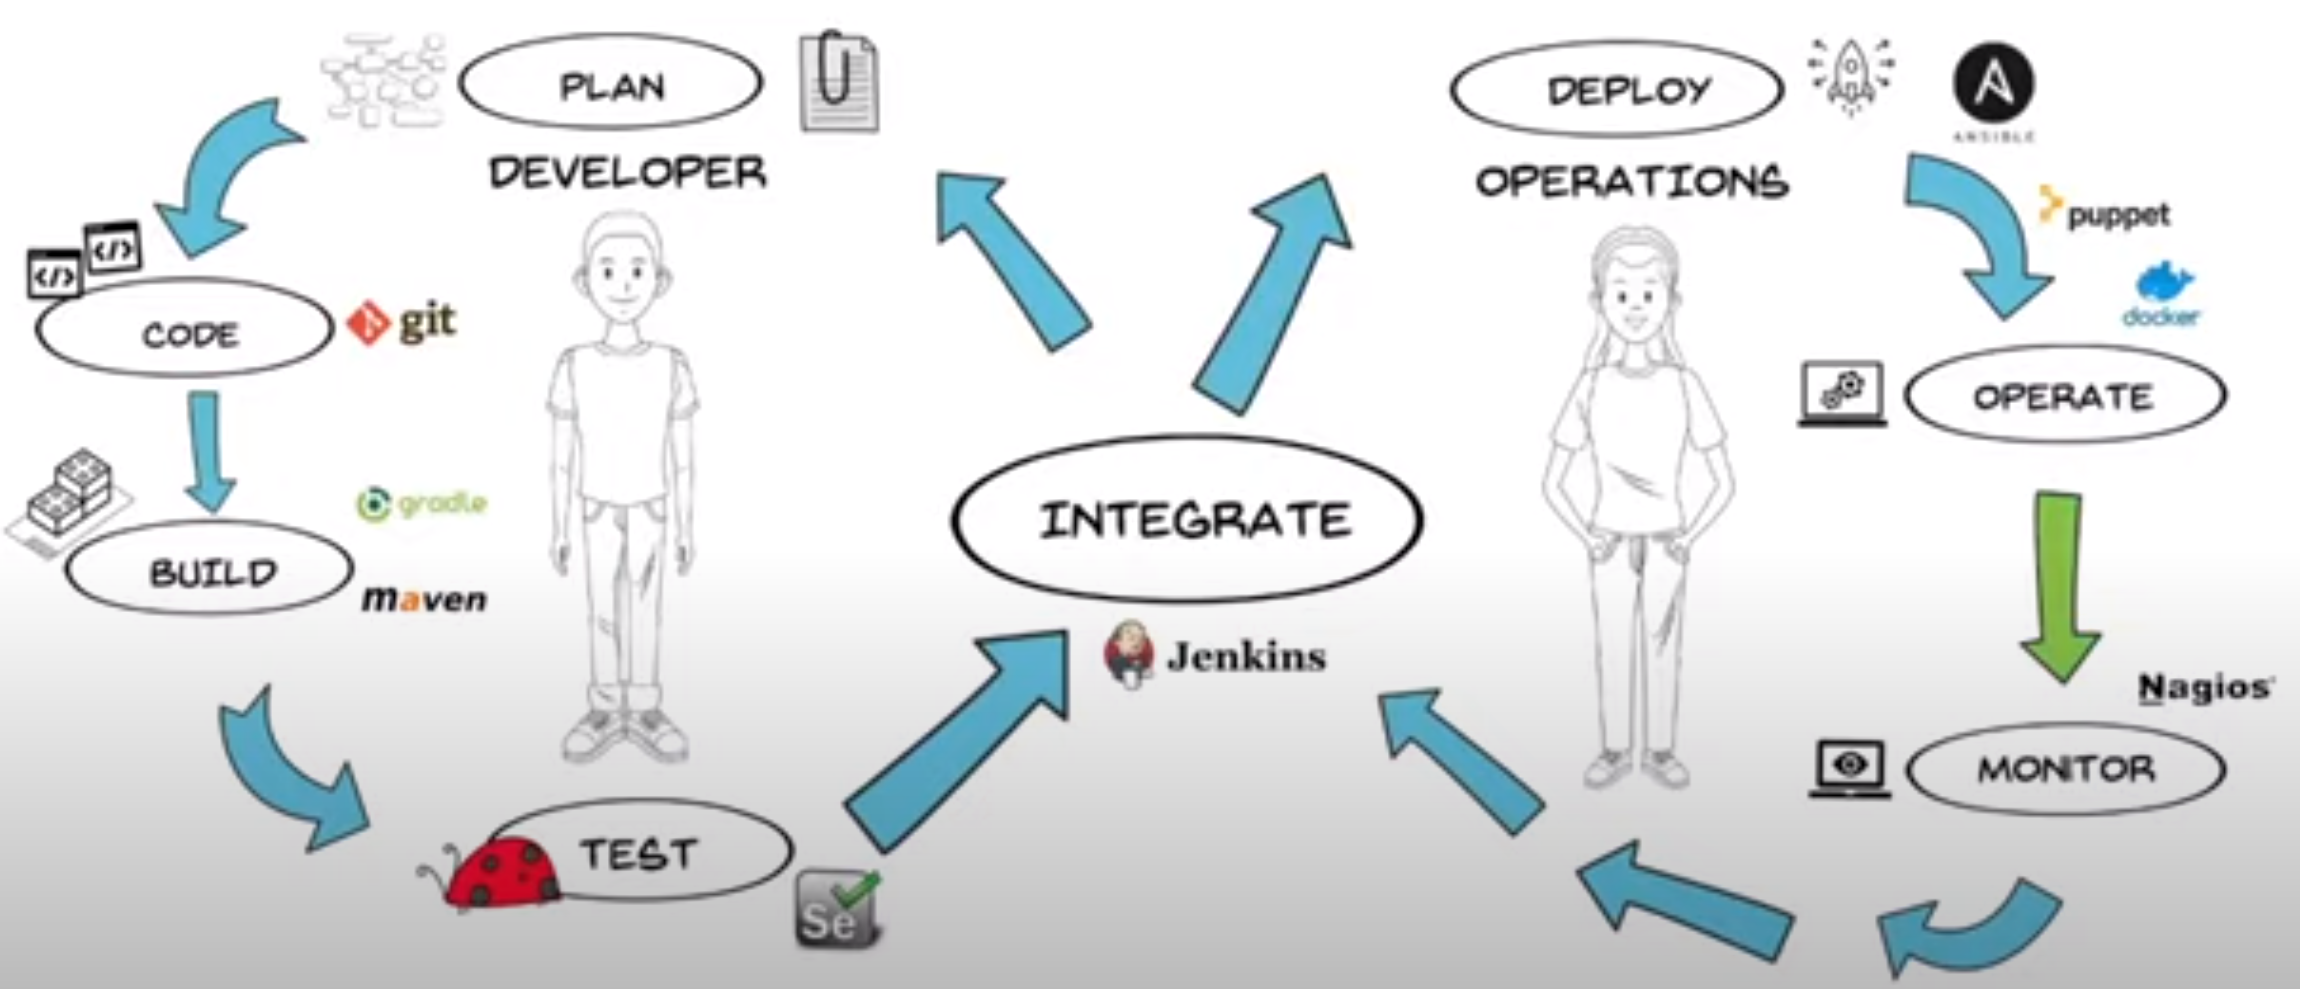 PLAN
DEVELOPER
</>
</>
CODE
git
BUILD
gradle
maven
TEST
Se
INTEGRATE
Jenkins
DEPLOY
ANSIBLE
OPERATIONS
puppet
docker
OPERATE
Nagios
MONITOR